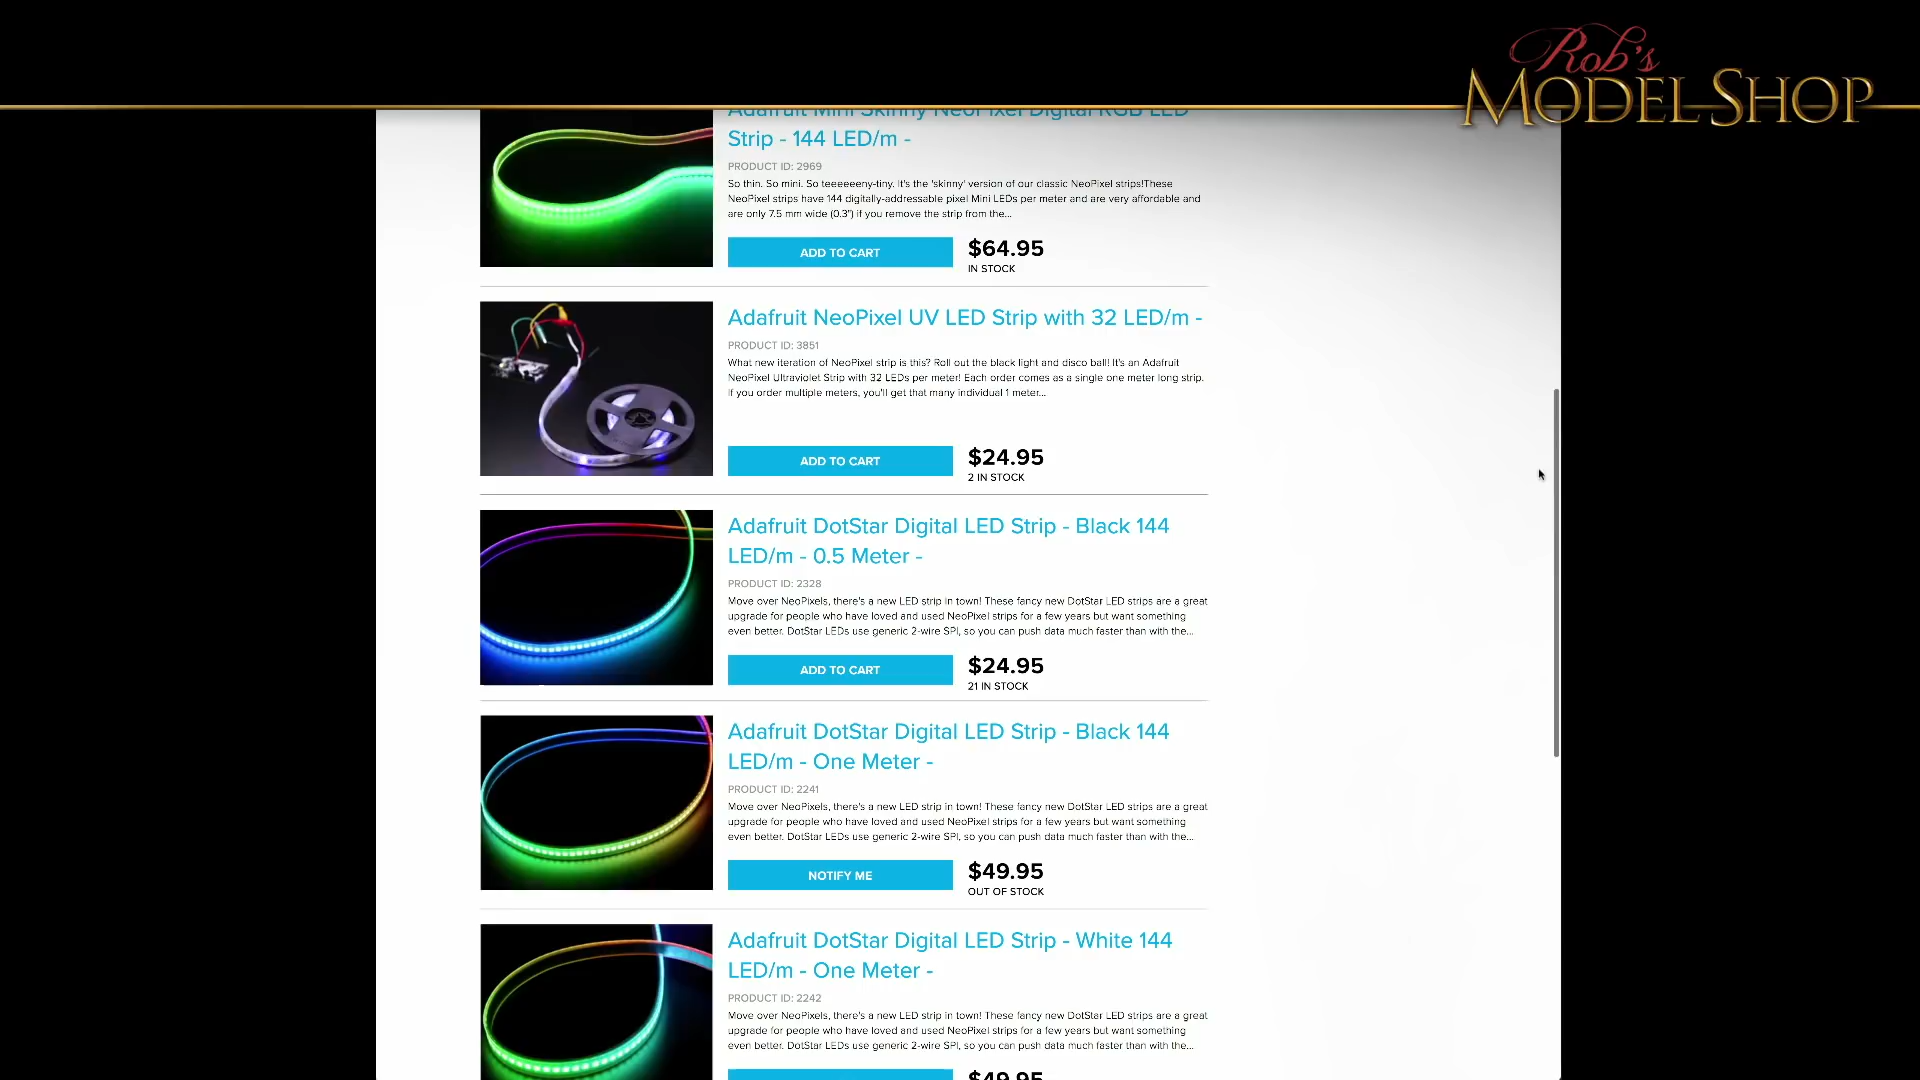 Rob's
MODEL SHOP
Adafruit Mini Skinny NeoPixel Digital RGB LED
Strip - 144 LED/m -
PRODUCT ID: 2969
So thin. So mini. So teeeeeeny-tiny. It's the 'skinny' version of our classic NeoPixel strips!These
NeoPixel strips have 144 digitally-addressable pixel Mini LEDs per meter and are very affordable and
are only 7.5 mm wide (0.3") if you remove the strip from the...
ADD TO CART
$64.95
IN STOCK
Adafruit NeoPixel UV LED Strip with 32 LED/m -
PRODUCT ID: 3851
What new iteration of NeoPixel strip is this? Roll out the black light and disco ball! It's an Adafruit
NeoPixel Ultraviolet Strip with 32 LEDs per meter! Each order comes as a single one meter long strip.
If you order multiple meters, you'll get that many individual 1 meter...
ADD TO CART
$24.95
2 IN STOCK
Adafruit DotStar Digital LED Strip - Black 144
LED/m - 0.5 Meter -
PRODUCT ID: 2328
Move over NeoPixels, there's a new LED strip in town! These fancy new DotStar LED strips are a great
upgrade for people who have loved and used NeoPixel strips for a few years but want something
even better. DotStar LEDs use generic 2-wire SPI, so you can push data much faster than with the...
ADD TO CART
$24.95
21 IN STOCK
Adafruit DotStar Digital LED Strip - Black 144
LED/m - One Meter -
PRODUCT ID: 2241
Move over NeoPixels, there's a new LED strip in town! These fancy new DotStar LED strips are a great
upgrade for people who have loved and used NeoPixel strips for a few years but want something
even better. DotStar LEDs use generic 2-wire SPI, so you can push data much faster than with the...
NOTIFY ME
$49.95
OUT OF STOCK
Adafruit DotStar Digital LED Strip - White 144
LED/m - One Meter -
PRODUCT ID: 2242
Move over NeoPixels, there's a new LED strip in town! These fancy new DotStar LED strips are a great
upgrade for people who have loved and used NeoPixel strips for a few years but want something
even better. DotStar LEDs use generic 2-wire SPI, so you can push data much faster than with the...
$49.95